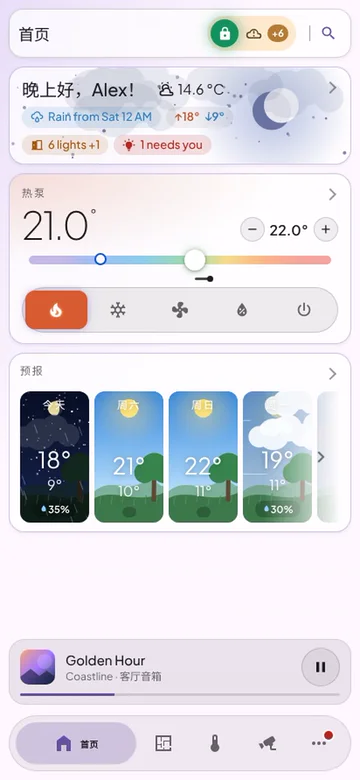 首页
+6
晚上好，Alex！
14.6 °C
Rain from Sat 12 AM
↑18° ↓9°
6 lights +1
1 needs you
热泵
21.0°
− 22.0° +
预报
今天
周六
周日
18°
21°
22°
19°
9°
10°
11°
11°
35%
30%
Golden Hour
Coastline · 客厅音箱
首页